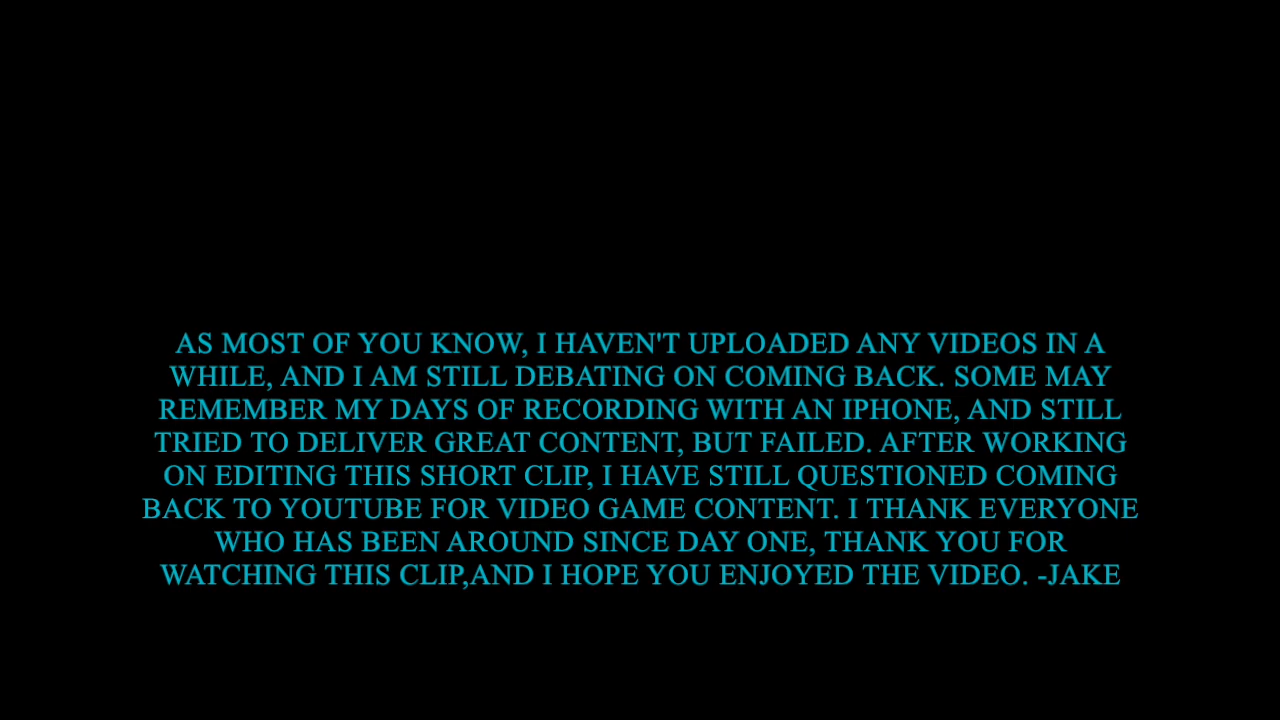 AS MOST OF YOU KNOW, I HAVEN'T UPLOADED ANY VIDEOS IN A
WHILE, AND I AM STILL DEBATING ON COMING BACK. SOME MAY
REMEMBER MY DAYS OF RECORDING WITH AN IPHONE, AND STILL
TRIED TO DELIVER GREAT CONTENT, BUT FAILED. AFTER WORKING
ON EDITING THIS SHORT CLIP, I HAVE STILL QUESTIONED COMING
BACK TO YOUTUBE FOR VIDEO GAME CONTENT. I THANK EVERYONE
WHO HAS BEEN AROUND SINCE DAY ONE, THANK YOU FOR
WATCHING THIS CLIP,AND I HOPE YOU ENJOYED THE VIDEO. -JAKE